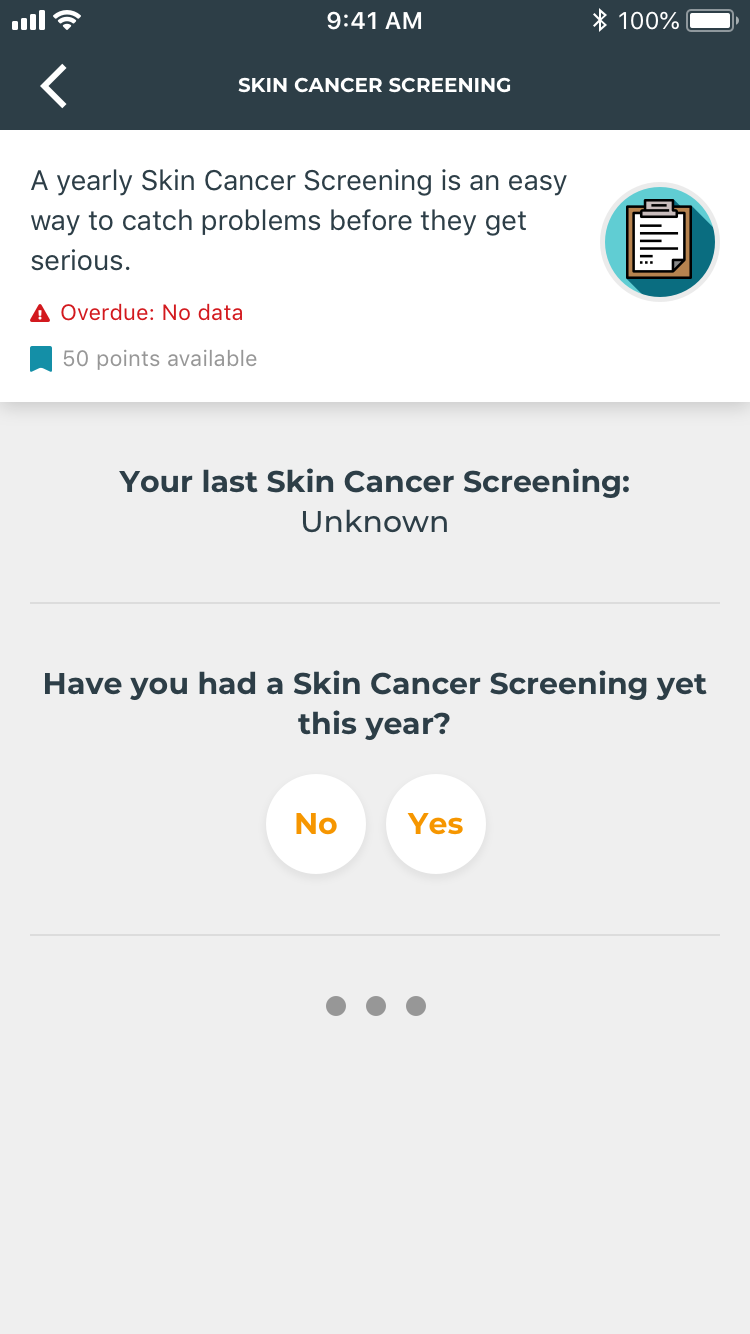 9:41 AM
100%
SKIN CANCER SCREENING
A yearly Skin Cancer Screening is an easy
way to catch problems before they get
serious.
Overdue: No data
50 points available
Your last Skin Cancer Screening:
Unknown
Have you had a Skin Cancer Screening yet
this year?
No Yes